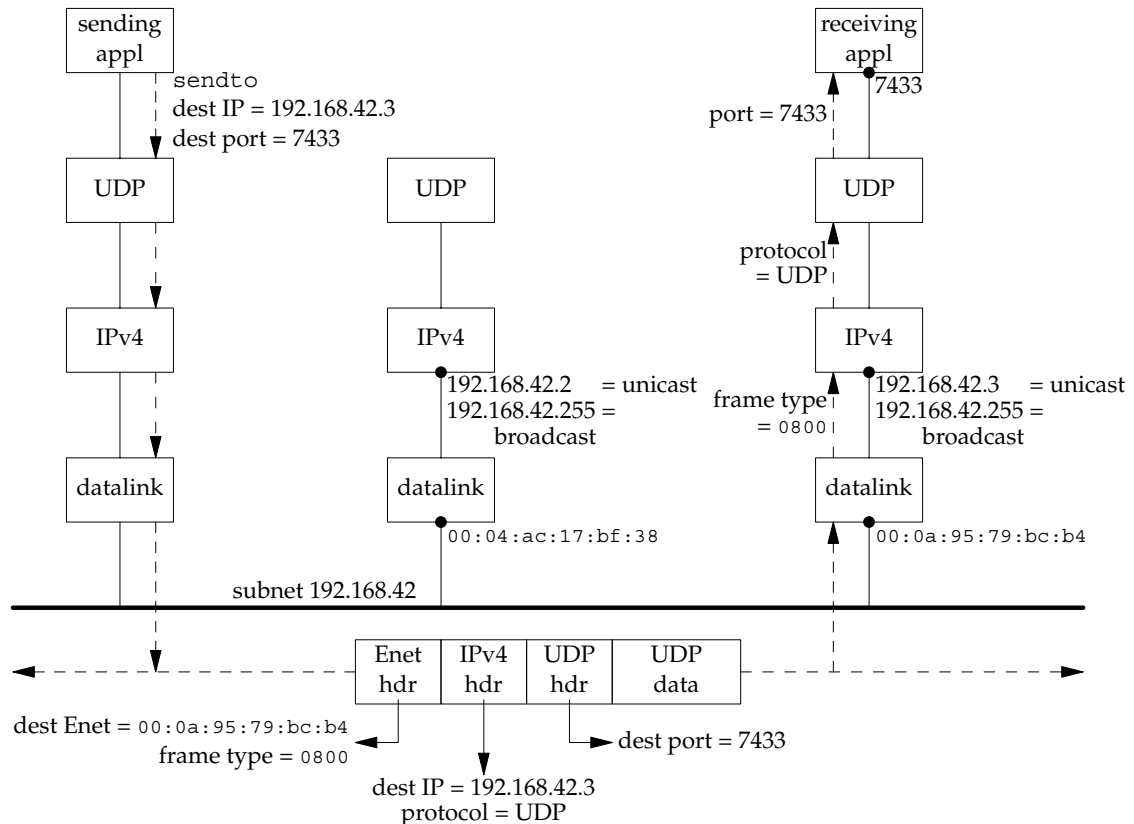 sending
appl
receiving
appl
sendto
dest IP = 192.168.42.3
dest port = 7433
7433
port = 7433
UDP
UDP
UDP
protocol
= UDP
IPv4
IPv4
IPv4
192.168.42.2 = unicast
192.168.42.255 =
broadcast
frame type
= 0800
192.168.42.3 = unicast
192.168.42.255 =
broadcast
datalink
datalink
datalink
00:04:ac:17:bf:38
00:0a:95:79:bc:b4
subnet 192.168.42
Enet
hdr
IPv4
hdr
UDP
hdr
UDP
data
dest Enet = 00:0a:95:79:bc:b4
frame type = 0800
dest port = 7433
dest IP = 192.168.42.3
protocol = UDP